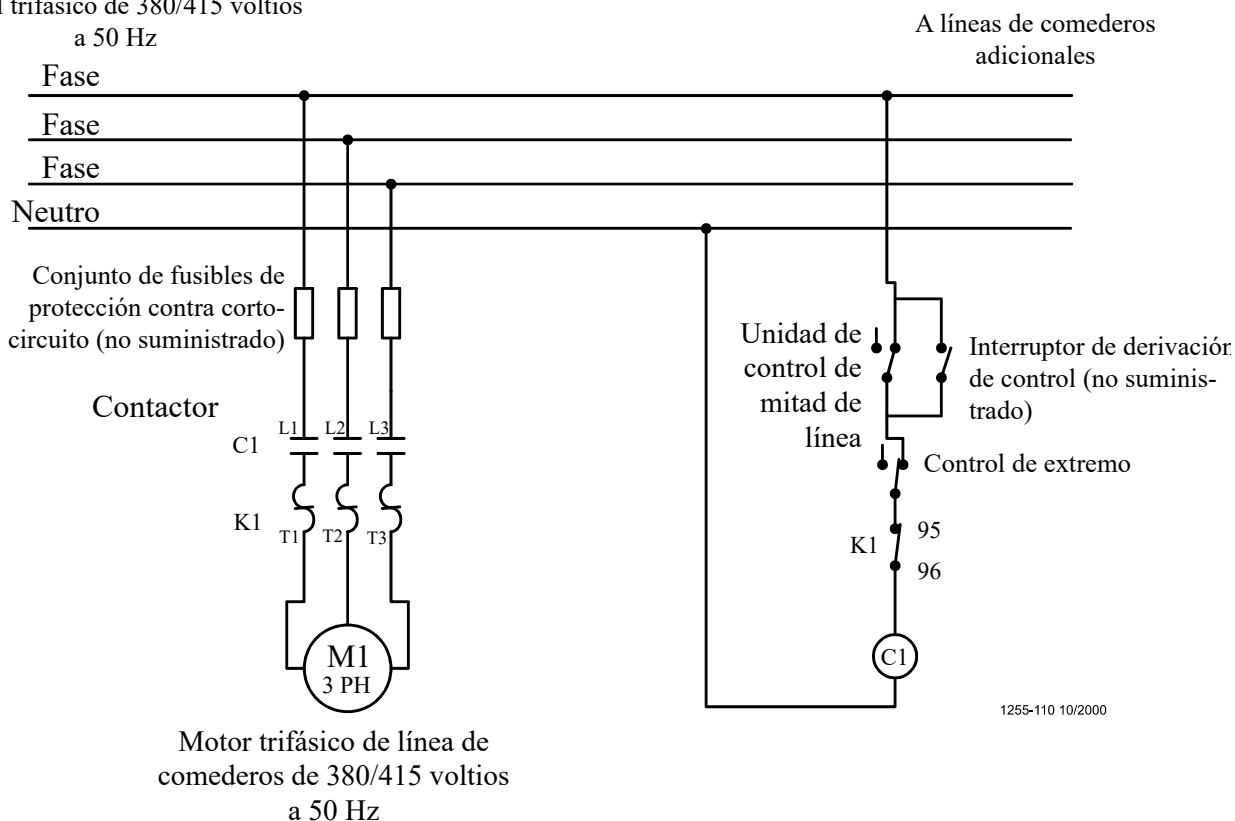 trifásico de 380/415 voltios
a 50 Hz
A líneas de comederos
adicionales
Fase
Fase
Fase
Neutro
Conjunto de fusibles de
protección contra corto-
circuito (no suministrado)
Contactor
C1
L1
L2
L3
K1
T1
T2
T3
M1
3 PH
Motor trifásico de línea de
comederos de 380/415 voltios
a 50 Hz
Unidad de
control de
mitad de
línea
Interruptor de derivación
de control (no suminis-
trado)
Control de extremo
K1
95
96
C1
1255-110 10/2000